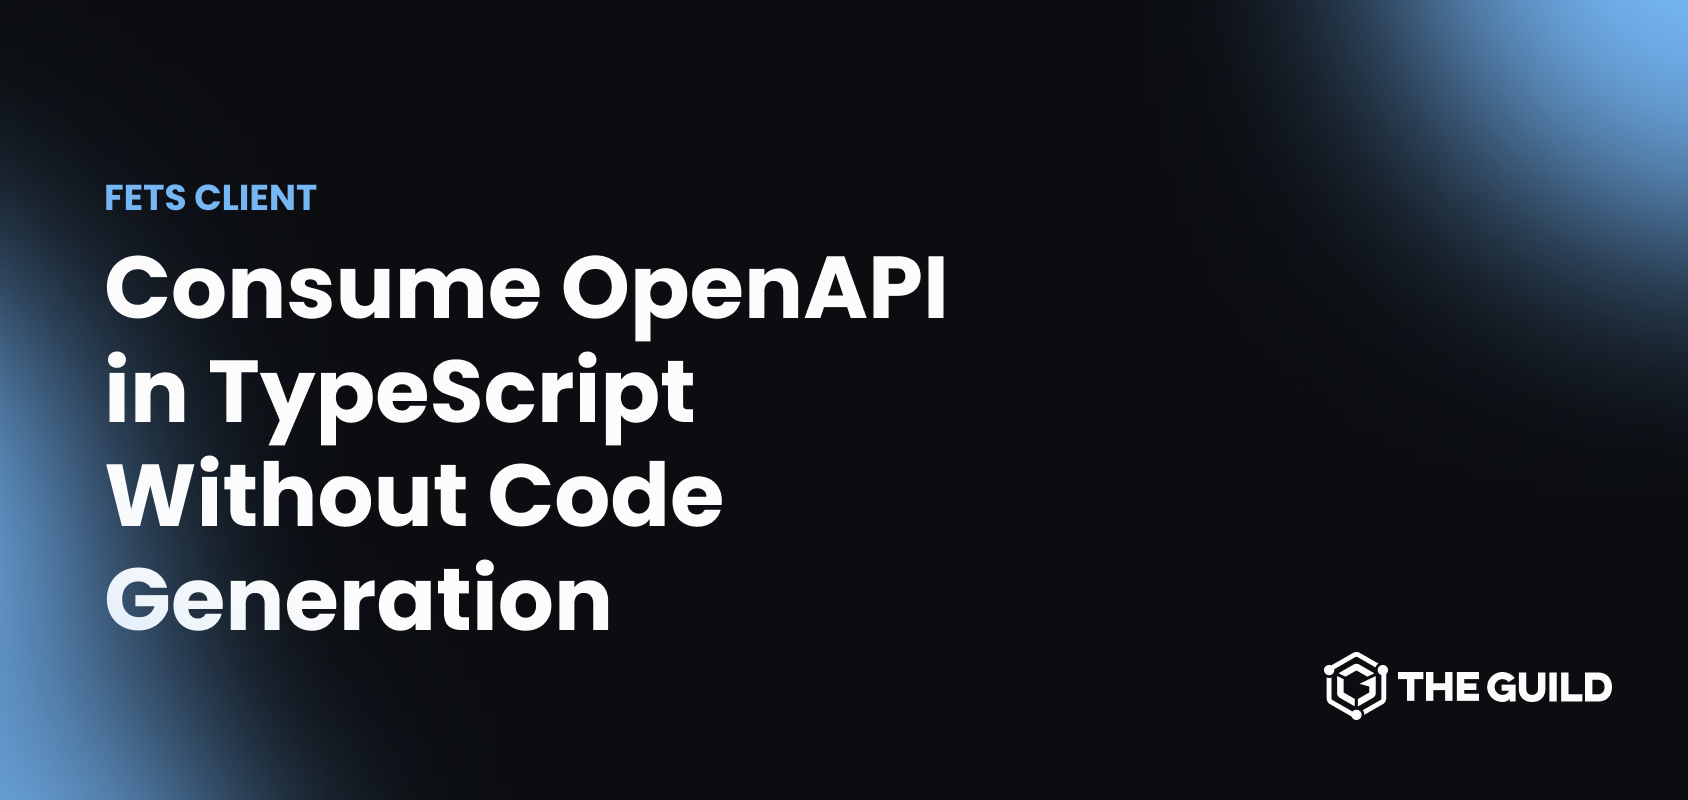 FETS CLIENT
Consume OpenAPI
in TypeScript
Without Code
Generation
THE GUILD